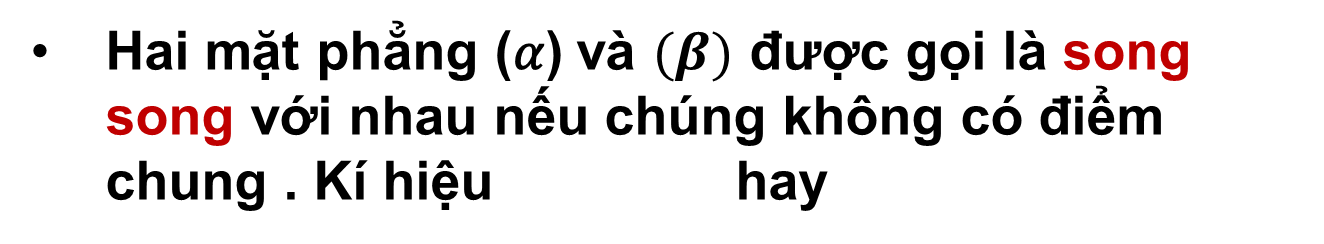 • Hai mặt phẳng (𝜶) và (𝜷) được gọi là song
song với nhau nếu chúng không có điểm
chung . Kí hiệu hay